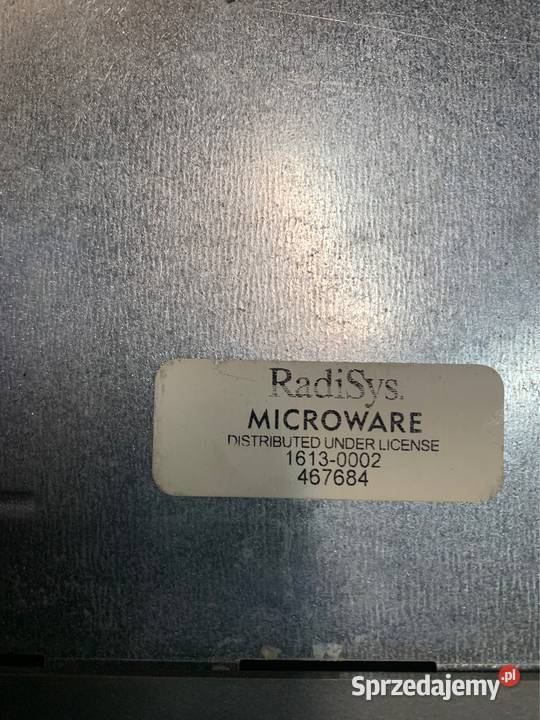 RadiSys.
MICROWARE
DISTRIBUTED UNDER LICENSE
1613-0002
467684
Sprzedajemy.pl